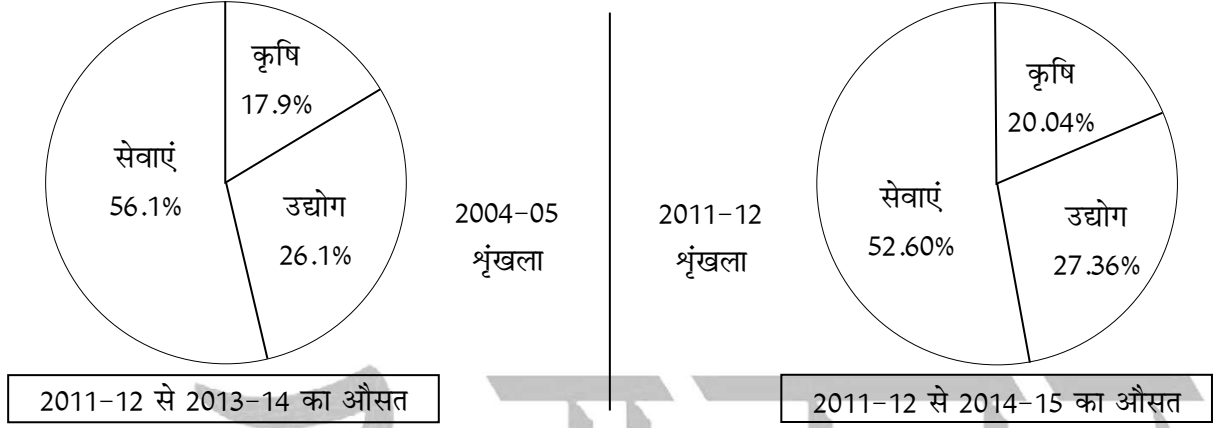 कृषि
17.9%
सेवाएं
56.1%
उद्योग
26.1%
2004-05
शृंखला
2011-12 से 2013-14 का औसत
2011-12
शृंखला
कृषि
20.04%
सेवाएं
52.60%
उद्योग
27.36%
2011-12 से 2014-15 का औसत